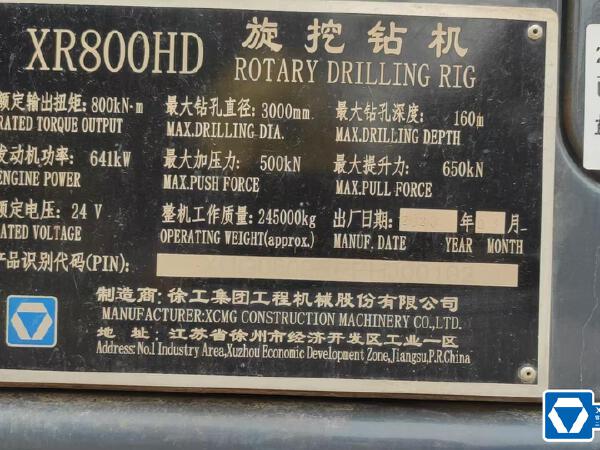 XR800HD 旋挖钻机
ROTARY DRILLING RIG
额定输出扭矩: 800kN·m 最大钻孔直径: 3000mm 最大钻孔深度: 160m
RATED TORQUE OUTPUT MAX.DRILLING DIA. MAX.DRILLING DEPTH
发动机功率: 641kW 最大加压力: 500kN 最大提升力: 650kN
ENGINE POWER MAX.PUSH FORCE MAX.PULL FORCE
额定电压: 24 V 整机工作质量: 245000kg 出厂日期: 年 月
RATED VOLTAGE OPERATING WEIGHT(approx.) MANUF. DATE YEAR MONTH
产品识别代码(PIN):
制造商: 徐工集团工程机械股份有限公司
MANUFACTURER:XCMG CONSTRUCTION MACHINERY CO.,LTD.
地 址: 江苏省徐州市经济开发区工业一区
Address: No.1 Industry Area,Xuzhou Economic Development Zone,Jiangsu,P.R.China